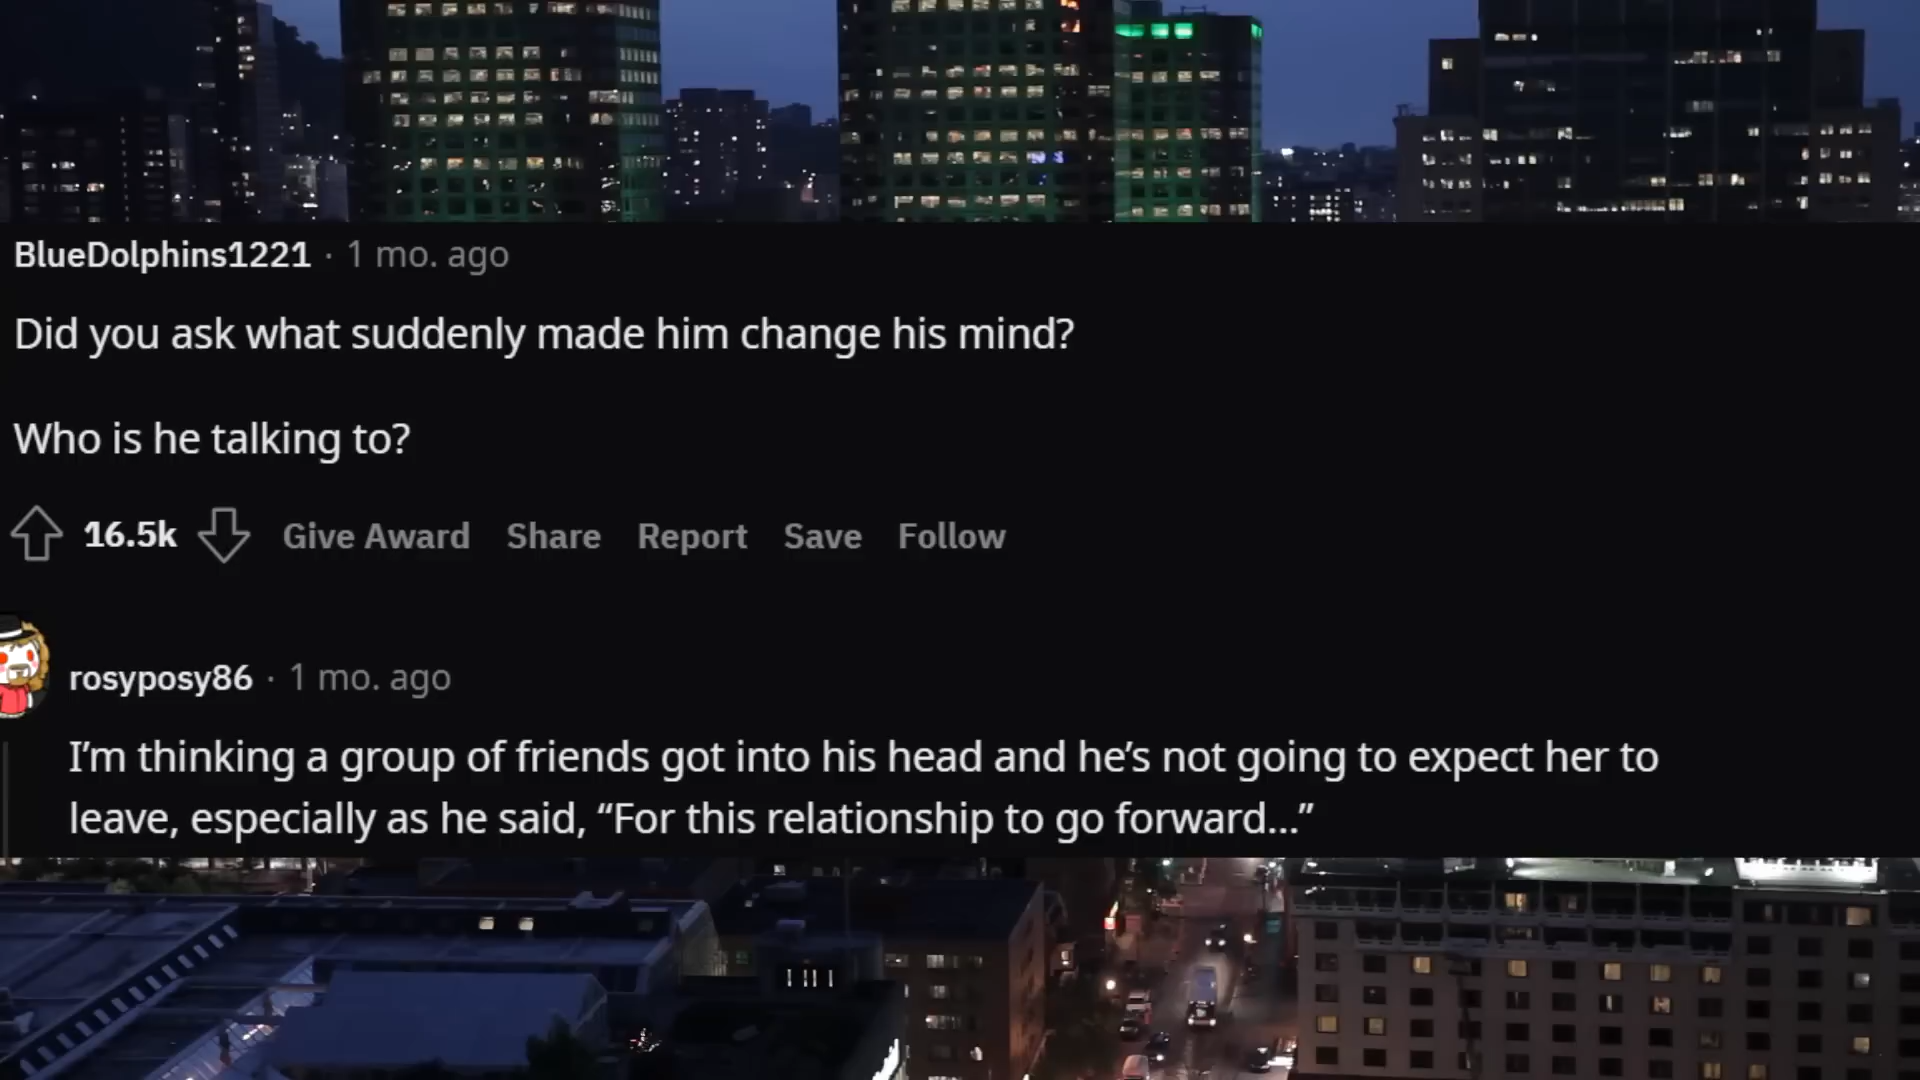 BlueDolphins1221 · 1 mo. ago
Did you ask what suddenly made him change his mind?
Who is he talking to?
16.5k Give Award Share Report Save Follow
rosyposy86 · 1 mo. ago
I’m thinking a group of friends got into his head and he’s not going to expect her to
leave, especially as he said, “For this relationship to go forward...”